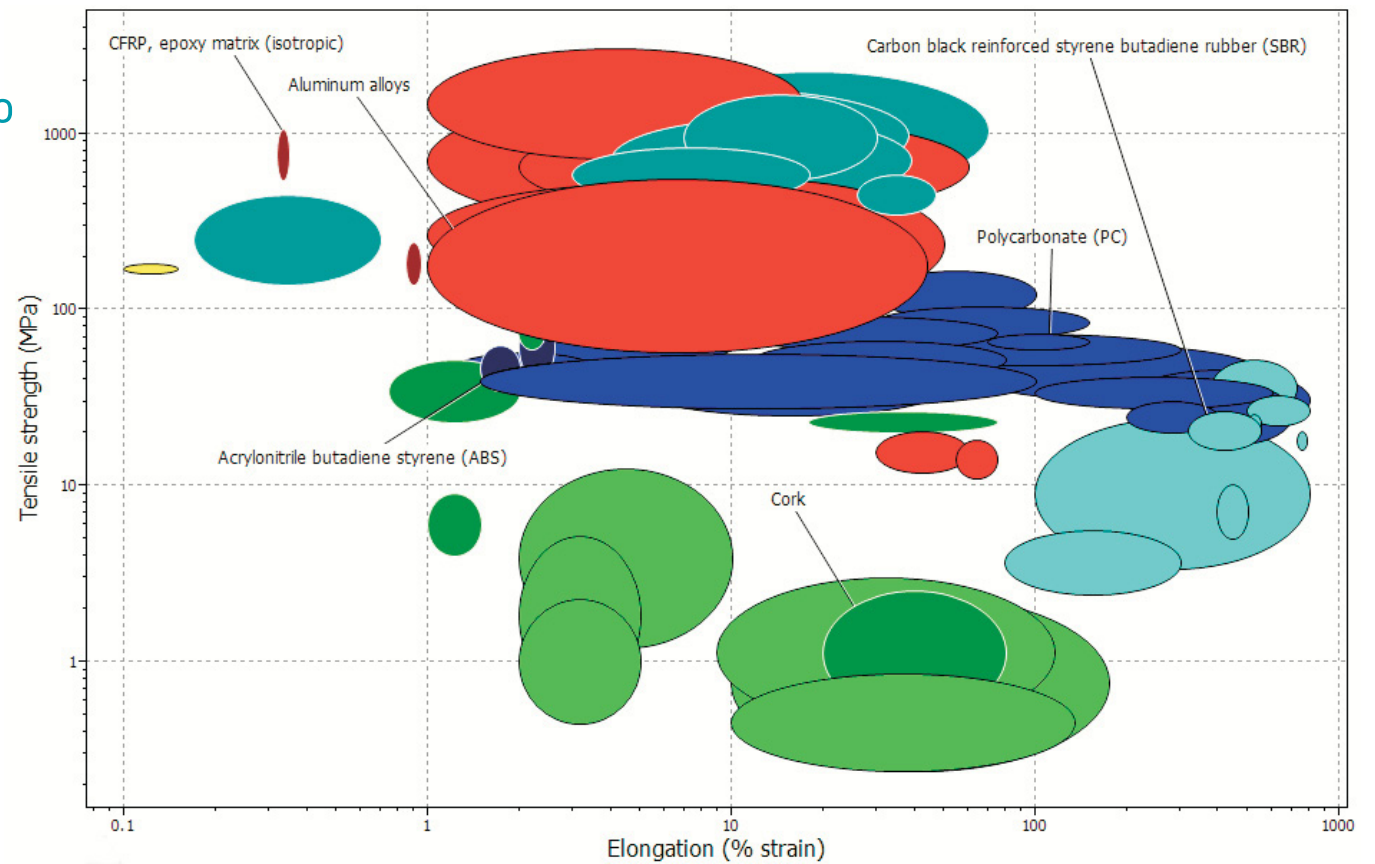 CFRP, epoxy matrix (isotropic)
Carbon black reinforced styrene butadiene rubber (SBR)
Aluminum alloys
Polycarbonate (PC)
Acrylonitrile butadiene styrene (ABS)
Cork
Tensile strength (MPa)
1000
100
10
1
0.1
1
10
100
1000
Elongation (% strain)